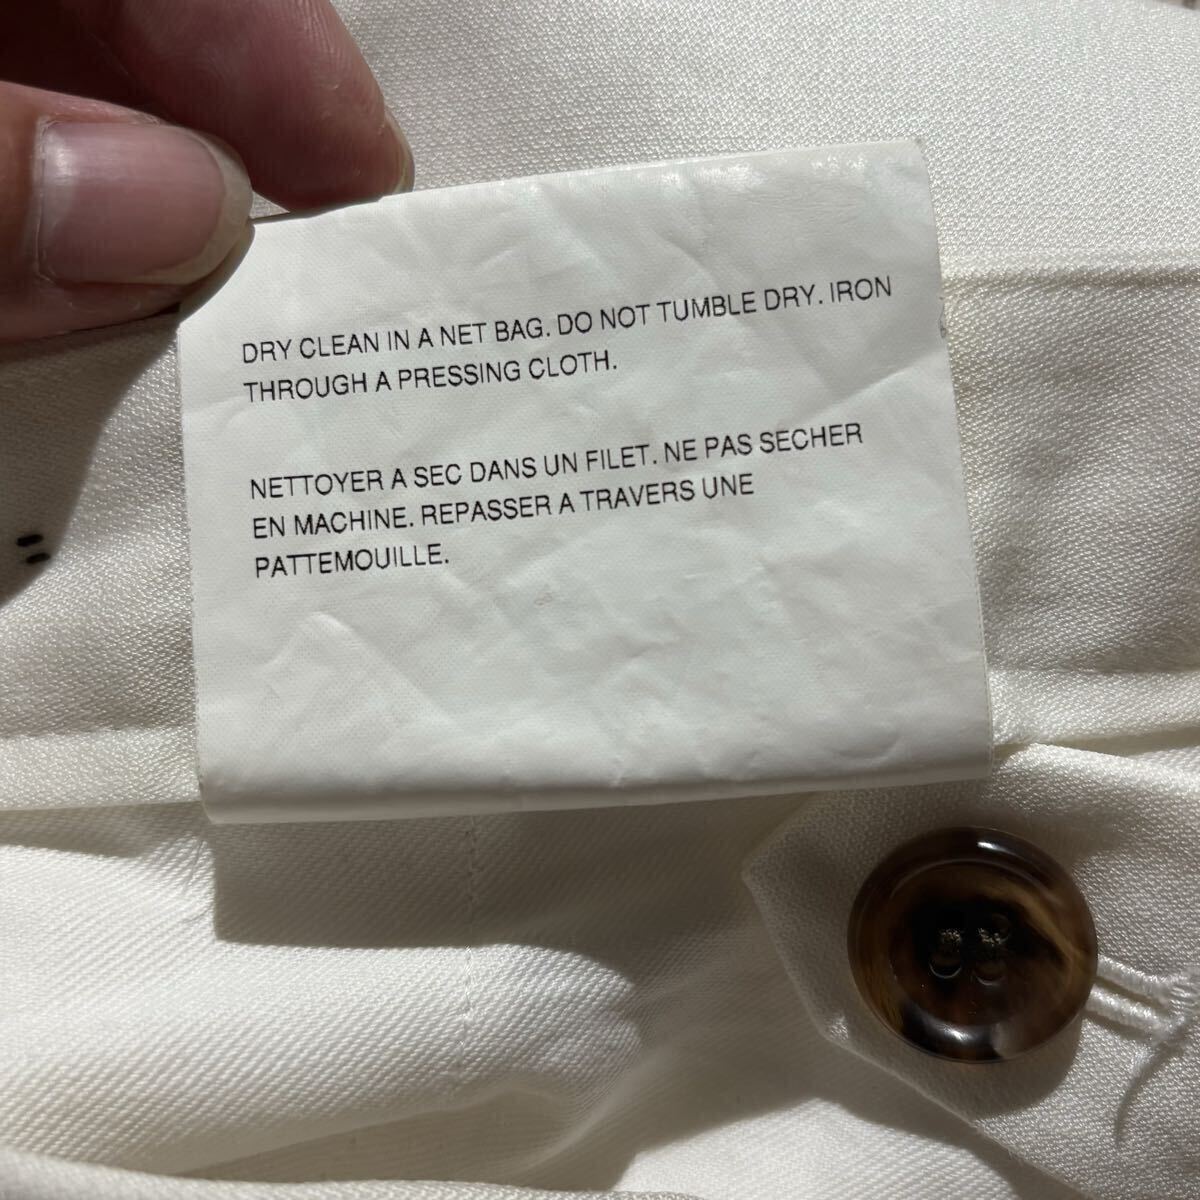 DRY CLEAN IN A NET BAG. DO NOT TUMBLE DRY. IRON
THROUGH A PRESSING CLOTH.
NETTOYER A SEC DANS UN FILET. NE PAS SECHER
EN MACHINE. REPASSER A TRAVERS UNE
PATTEMOUILLE.